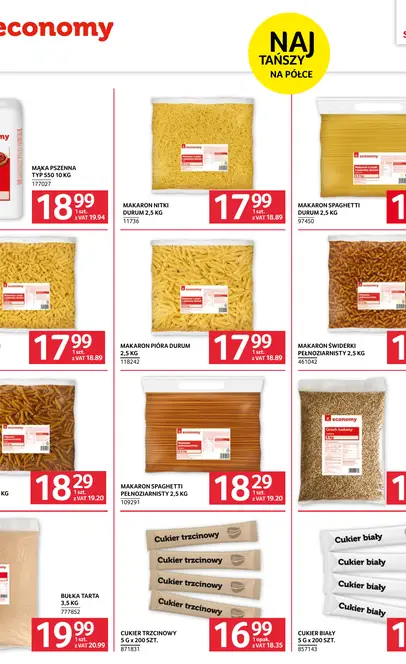 economy
NAJ
TAŃSZY
NA PÓŁCE
economy
MĄKA PSZENNA
TYP 550 10 KG
177027
18 99
1 szt.
z VAT 19.94
MAKARON NITKI
DURUM 2,5 KG
11736
17 99
1 szt.
z VAT 18.89
MAKARON SPAGHETTI
DURUM 2,5 KG
97450
17 99
1 szt.
z VAT 18.89
MAKARON PIÓRA DURUM
2,5 KG
118242
17 99
1 szt.
z VAT 18.89
MAKARON ŚWIDERKI
PEŁNOZIARNISTY 2,5 KG
461042
KG
18 29
1 szt.
z VAT 19.20
MAKARON SPAGHETTI
PEŁNOZIARNISTY 2,5 KG
109291
18 29
1 szt.
z VAT 19.20
economy
BUŁKA TARTA
3,5 KG
777852
19 99
1 szt.
z VAT 20.99
Cukier trzcinowy
Cukier trzcinowy
Cukier trzcinowy
Cukier trzcinowy
CUKIER TRZCINOWY
5 G x 200 SZT.
871831
16 99
1 opak.
z VAT 18.35
Cukier biały
Cukier biały
Cukier biały
Cukier biały
CUKIER BIAŁY
5 G x 200 SZT.
857143